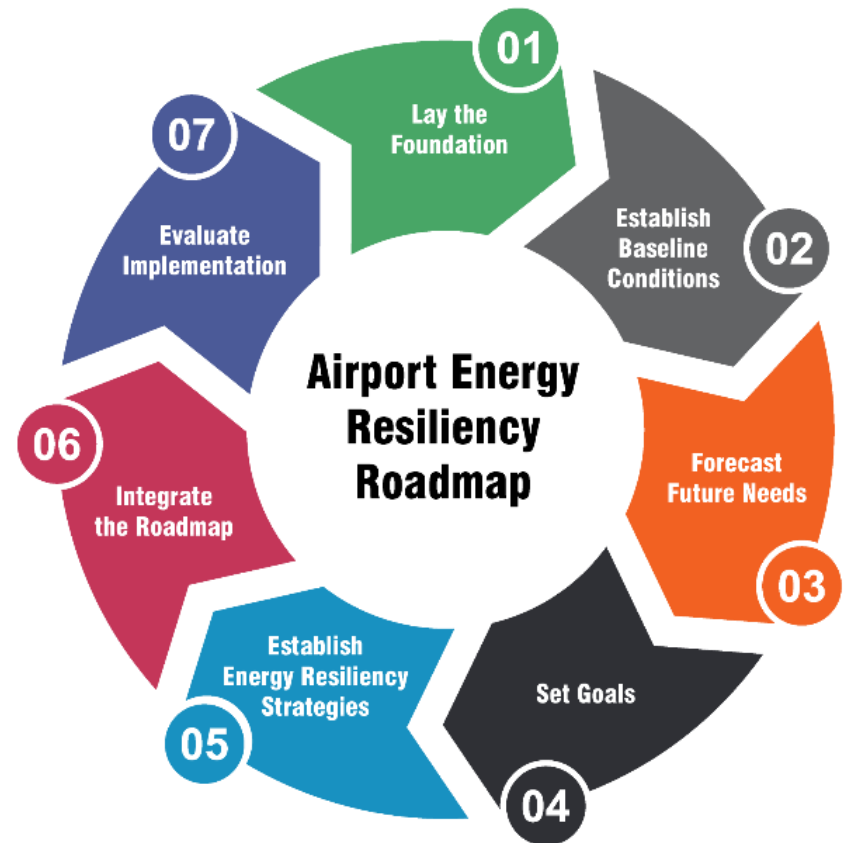 Airport Energy
Resiliency
Roadmap
01
Lay the
Foundation
02
Establish
Baseline
Conditions
03
Forecast
Future Needs
04
Set Goals
05
Establish
Energy Resiliency
Strategies
06
Integrate
the Roadmap
07
Evaluate
Implementation